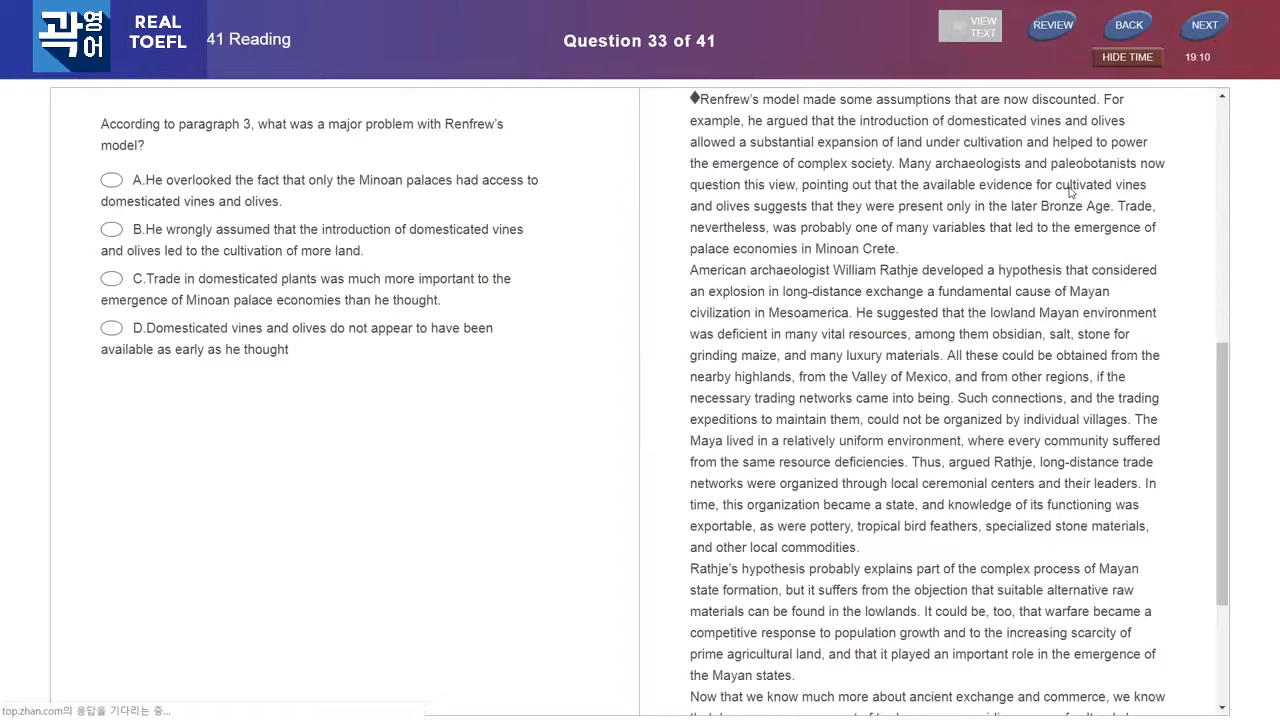 곽영어
REAL
TOEFL
41 Reading
Question 33 of 41
VIEW
TEXT
REVIEW
BACK
NEXT
HIDE TIME
19:10
According to paragraph 3, what was a major problem with Renfrew's
model?
A.He overlooked the fact that only the Minoan palaces had access to
domesticated vines and olives.
B.He wrongly assumed that the introduction of domesticated vines
and olives led to the cultivation of more land.
C.Trade in domesticated plants was much more important to the
emergence of Minoan palace economies than he thought.
D.Domesticated vines and olives do not appear to have been
available as early as he thought
♦Renfrew's model made some assumptions that are now discounted. For
example, he argued that the introduction of domesticated vines and olives
allowed a substantial expansion of land under cultivation and helped to power
the emergence of complex society. Many archaeologists and paleobotanists now
question this view, pointing out that the available evidence for cultivated vines
and olives suggests that they were present only in the later Bronze Age. Trade,
nevertheless, was probably one of many variables that led to the emergence of
palace economies in Minoan Crete.
American archaeologist William Rathje developed a hypothesis that considered
an explosion in long-distance exchange a fundamental cause of Mayan
civilization in Mesoamerica. He suggested that the lowland Mayan environment
was deficient in many vital resources, among them obsidian, salt, stone for
grinding maize, and many luxury materials. All these could be obtained from the
nearby highlands, from the Valley of Mexico, and from other regions, if the
necessary trading networks came into being. Such connections, and the trading
expeditions to maintain them, could not be organized by individual villages. The
Maya lived in a relatively uniform environment, where every community suffered
from the same resource deficiencies. Thus, argued Rathje, long-distance trade
networks were organized through local ceremonial centers and their leaders. In
time, this organization became a state, and knowledge of its functioning was
exportable, as were pottery, tropical bird feathers, specialized stone materials,
and other local commodities.
Rathje's hypothesis probably explains part of the complex process of Mayan
state formation, but it suffers from the objection that suitable alternative raw
materials can be found in the lowlands. It could be, too, that warfare became a
competitive response to population growth and to the increasing scarcity of
prime agricultural land, and that it played an important role in the emergence of
the Mayan states.
Now that we know much more about ancient exchange and commerce, we know
top.zhan.com의 응답을 기다리는 중...